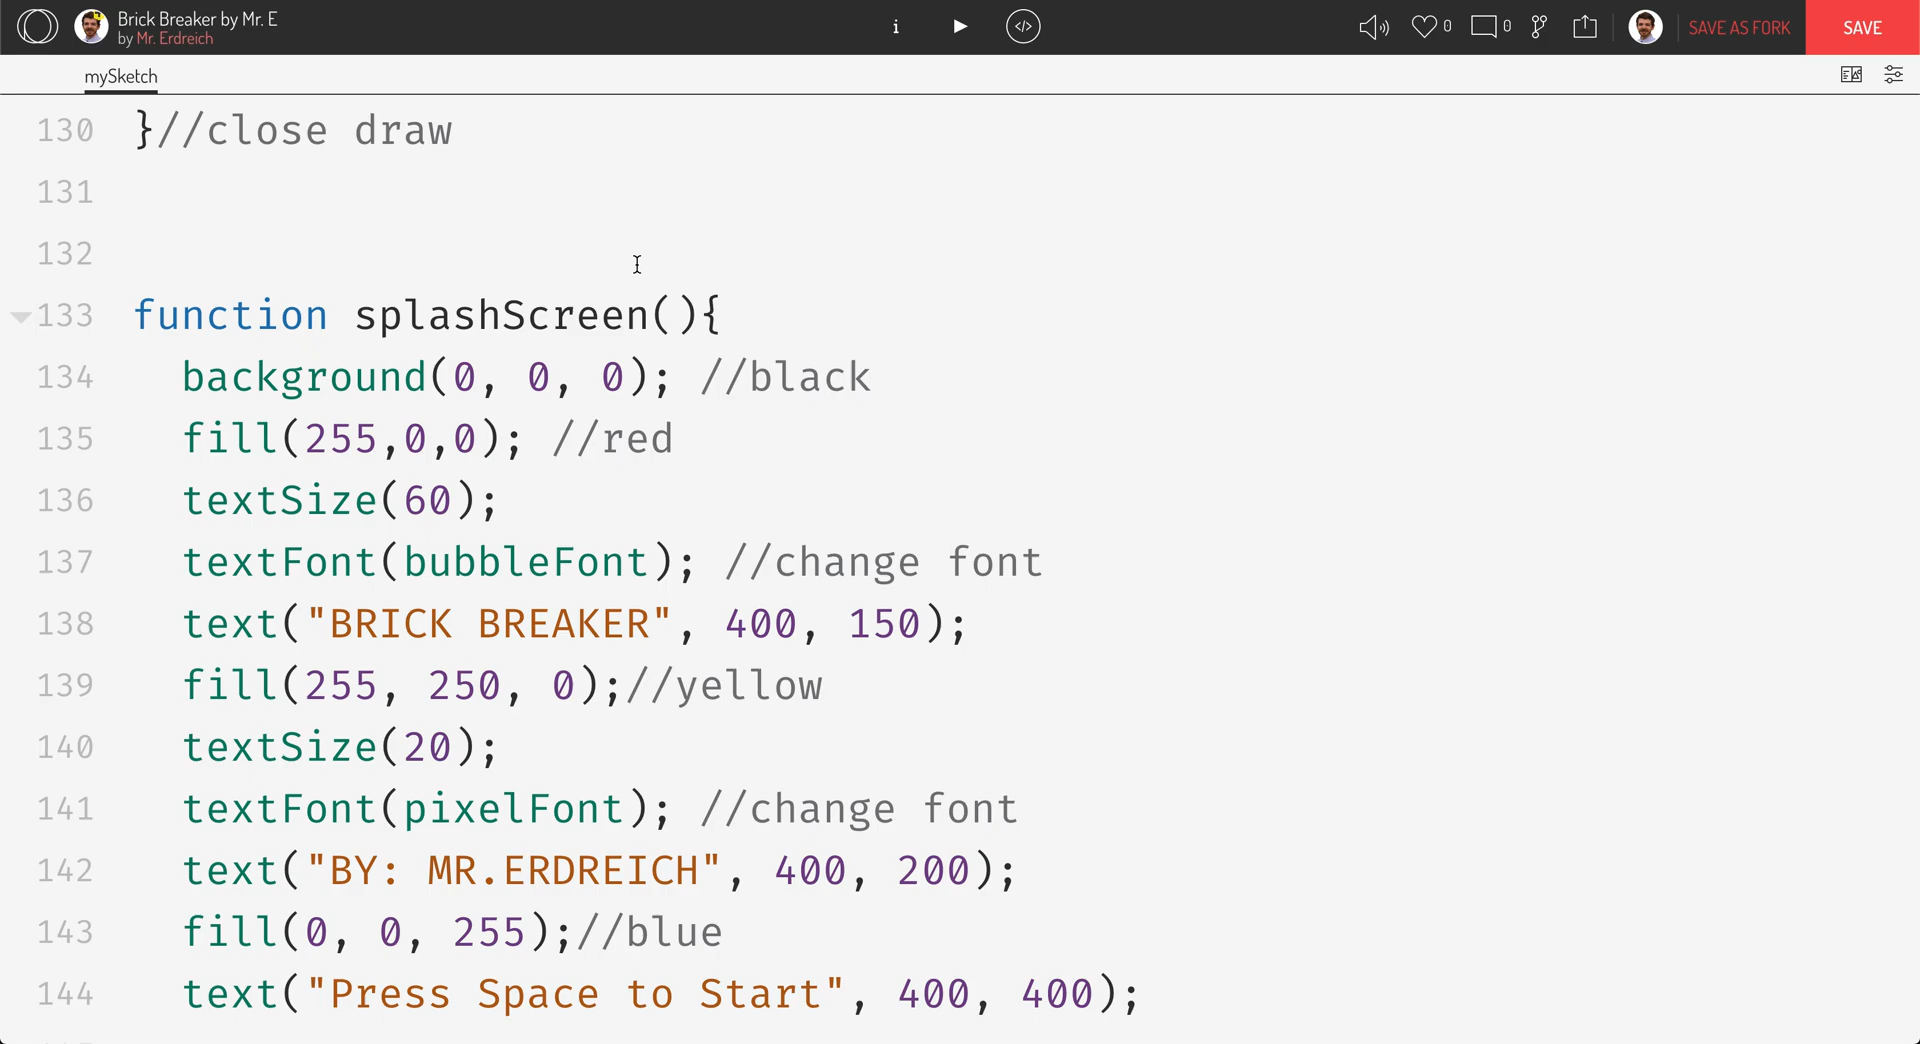 Brick Breaker by Mr. E
by Mr. Erdreich
i
</>
0
0
SAVE AS FORK
SAVE
mySketch
130 }//close draw
131
132
133 function splashScreen(){
134 background(0, 0, 0); //black
135 fill(255,0,0); //red
136 textSize(60);
137 textFont(bubbleFont); //change font
138 text("BRICK BREAKER", 400, 150);
139 fill(255, 250, 0);//yellow
140 textSize(20);
141 textFont(pixelFont); //change font
142 text("BY: MR.ERDREICH", 400, 200);
143 fill(0, 0, 255);//blue
144 text("Press Space to Start", 400, 400);